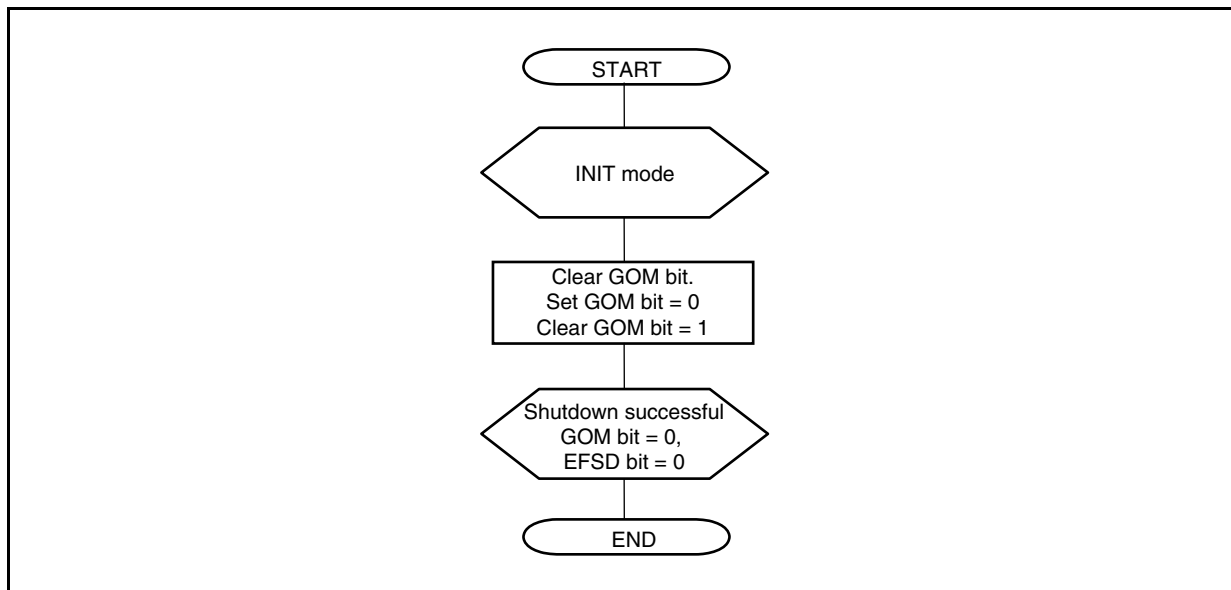 START
INIT mode
Clear GOM bit.
Set GOM bit = 0
Clear GOM bit = 1
Shutdown successful
GOM bit = 0,
EFSD bit = 0
END